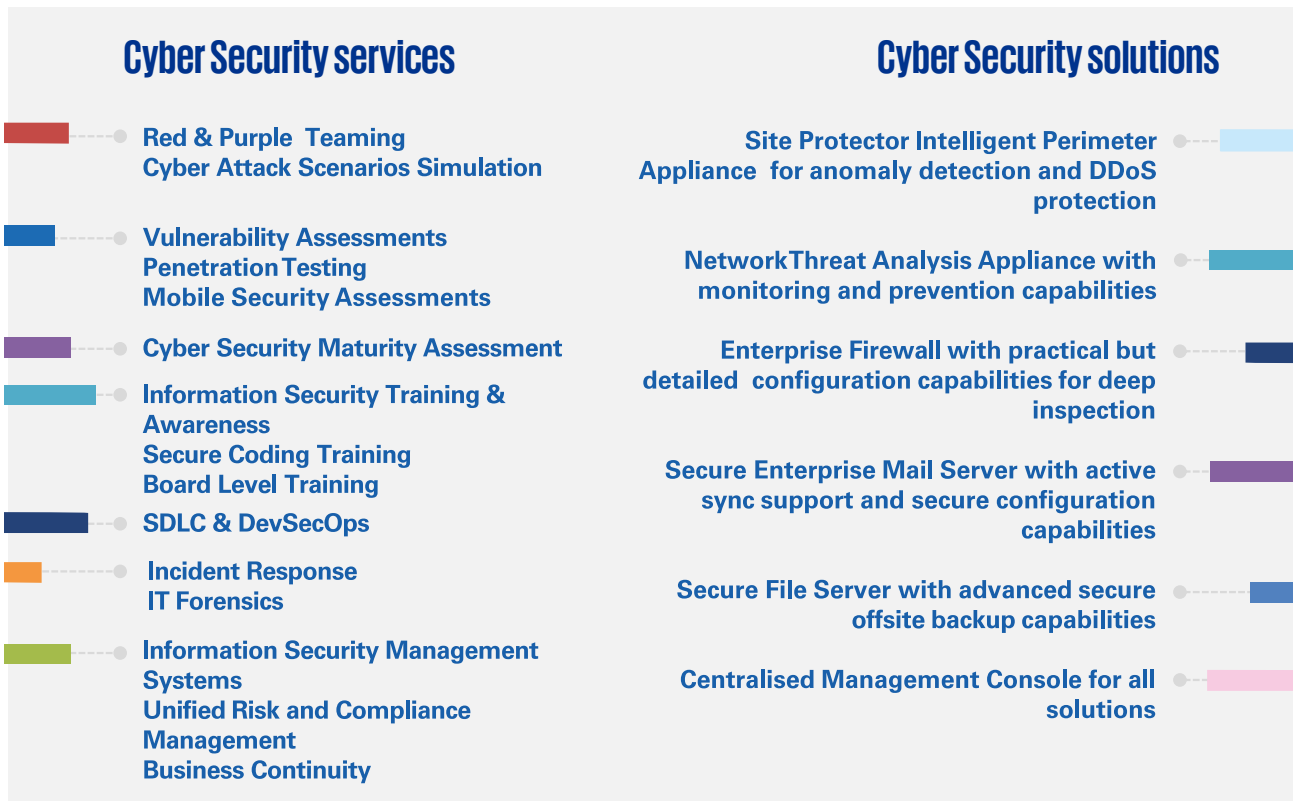 Cyber Security services
Red & Purple Teaming
Cyber Attack Scenarios Simulation
Vulnerability Assessments
Penetration Testing
Mobile Security Assessments
Cyber Security Maturity Assessment
Information Security Training &
Awareness
Secure Coding Training
Board Level Training
SDLC & DevSecOps
Incident Response
IT Forensics
Information Security Management
Systems
Unified Risk and Compliance
Management
Business Continuity
Cyber Security solutions
Site Protector Intelligent Perimeter
Appliance for anomaly detection and DDoS
protection
Network Threat Analysis Appliance with
monitoring and prevention capabilities
Enterprise Firewall with practical but
detailed configuration capabilities for deep
inspection
Secure Enterprise Mail Server with active
sync support and secure configuration
capabilities
Secure File Server with advanced secure
offsite backup capabilities
Centralised Management Console for all
solutions